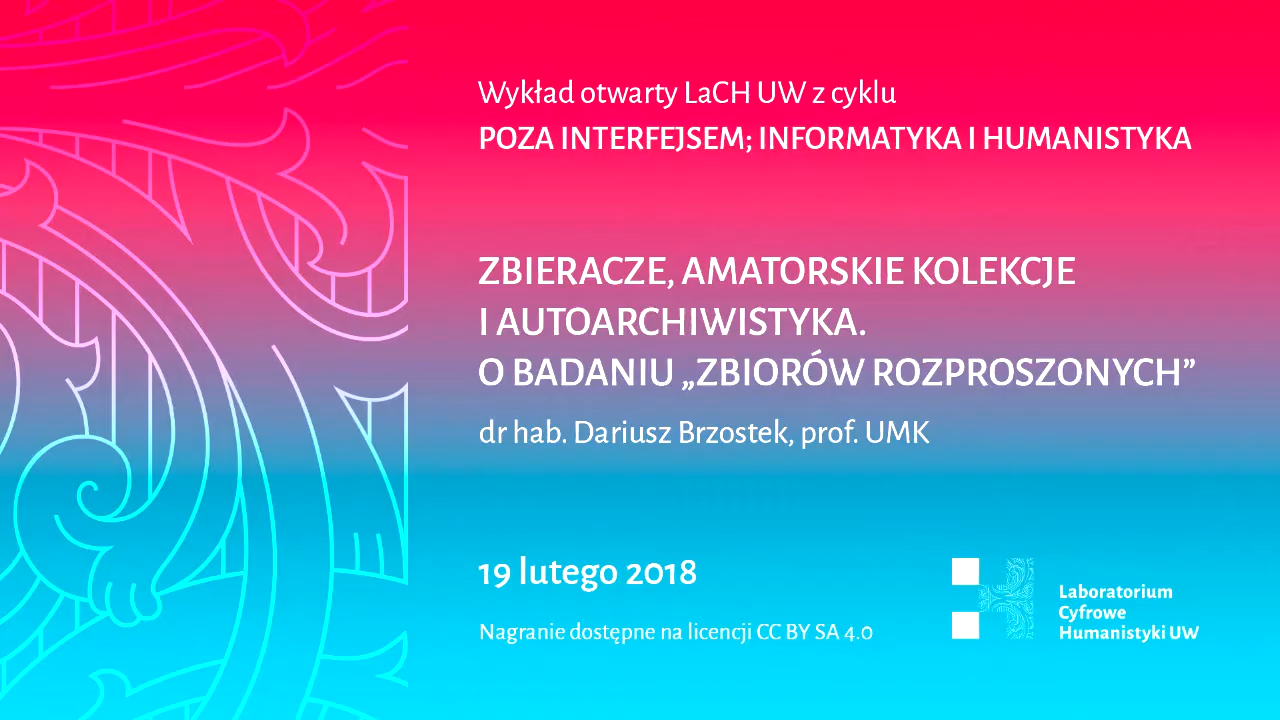 Wykład otwarty LaCH UW z cyklu
POZA INTERFEJSEM; INFORMATYKA I HUMANISTYKA
ZBIERACZE, AMATORSKIE KOLEKCJE
I AUTOARCHIWISTYKA.
O BADANIU „ZBIORÓW ROZPROSZONYCH”
dr hab. Dariusz Brzostek, prof. UMK
19 lutego 2018
Nagranie dostępne na licencji CC BY SA 4.0
Laboratorium
Cyfrowe
Humanistyki UW